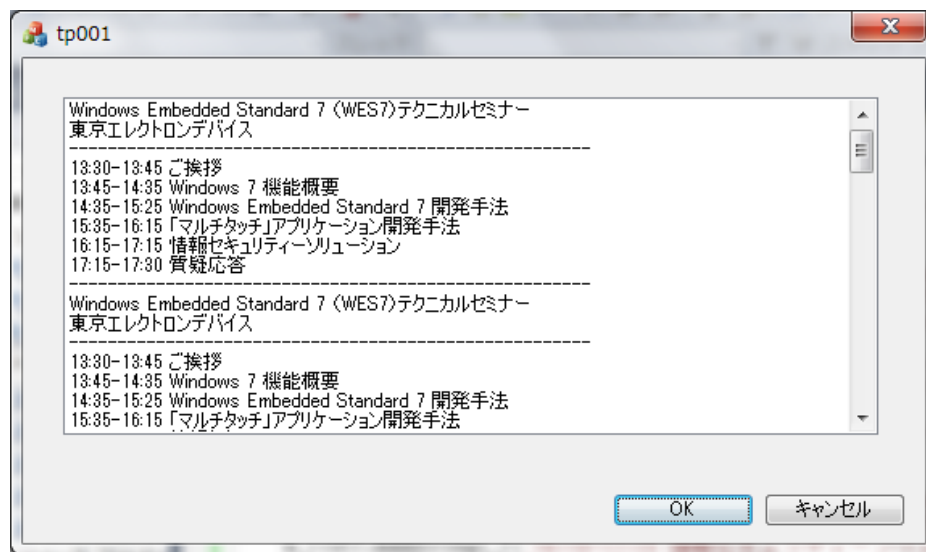 tp001
Windows Embedded Standard 7 (WES7)テクニカルセミナー
東京エレクトロンデバイス
------------------------------------------------------
13:30-13:45 ご挨拶
13:45-14:35 Windows 7 機能概要
14:35-15:25 Windows Embedded Standard 7 開発手法
15:35-16:15 「マルチタッチ」アプリケーション開発手法
16:15-17:15 情報セキュリティーソリューション
17:15-17:30 質疑応答
------------------------------------------------------
Windows Embedded Standard 7 (WES7)テクニカルセミナー
東京エレクトロンデバイス
------------------------------------------------------
13:30-13:45 ご挨拶
13:45-14:35 Windows 7 機能概要
14:35-15:25 Windows Embedded Standard 7 開発手法
15:35-16:15 「マルチタッチ」アプリケーション開発手法
OK
キャンセル